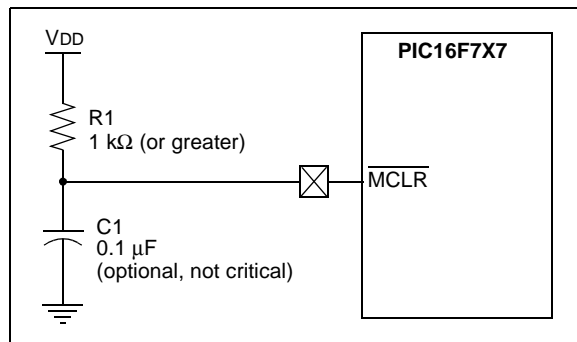 VDD
PIC16F7X7
R1
1 kΩ (or greater)
MCLR
C1
0.1 μF
(optional, not critical)